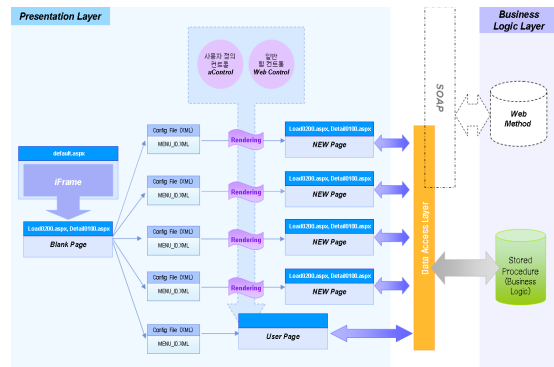 Presentation Layer
Business
Logic Layer
사용자 정의
컨트롤
uControl
일반
웹 컨트롤
Web Control
SOAP
Web
Method
default.aspx
iFrame
Load0200.aspx, Detail0100.aspx
Blank Page
Config File (XML)
MENU_ID.XML
Rendering
Load0200.aspx, Detail0100.aspx
NEW Page
Config File (XML)
MENU_ID.XML
Rendering
Load0200.aspx, Detail0100.aspx
NEW Page
Config File (XML)
MENU_ID.XML
Rendering
Load0200.aspx, Detail0100.aspx
NEW Page
Config File (XML)
MENU_ID.XML
Rendering
Load0200.aspx, Detail0100.aspx
NEW Page
Config File (XML)
MENU_ID.XML
User Page
Data Access Layer
Stored
Procedure
(Business
Logic)